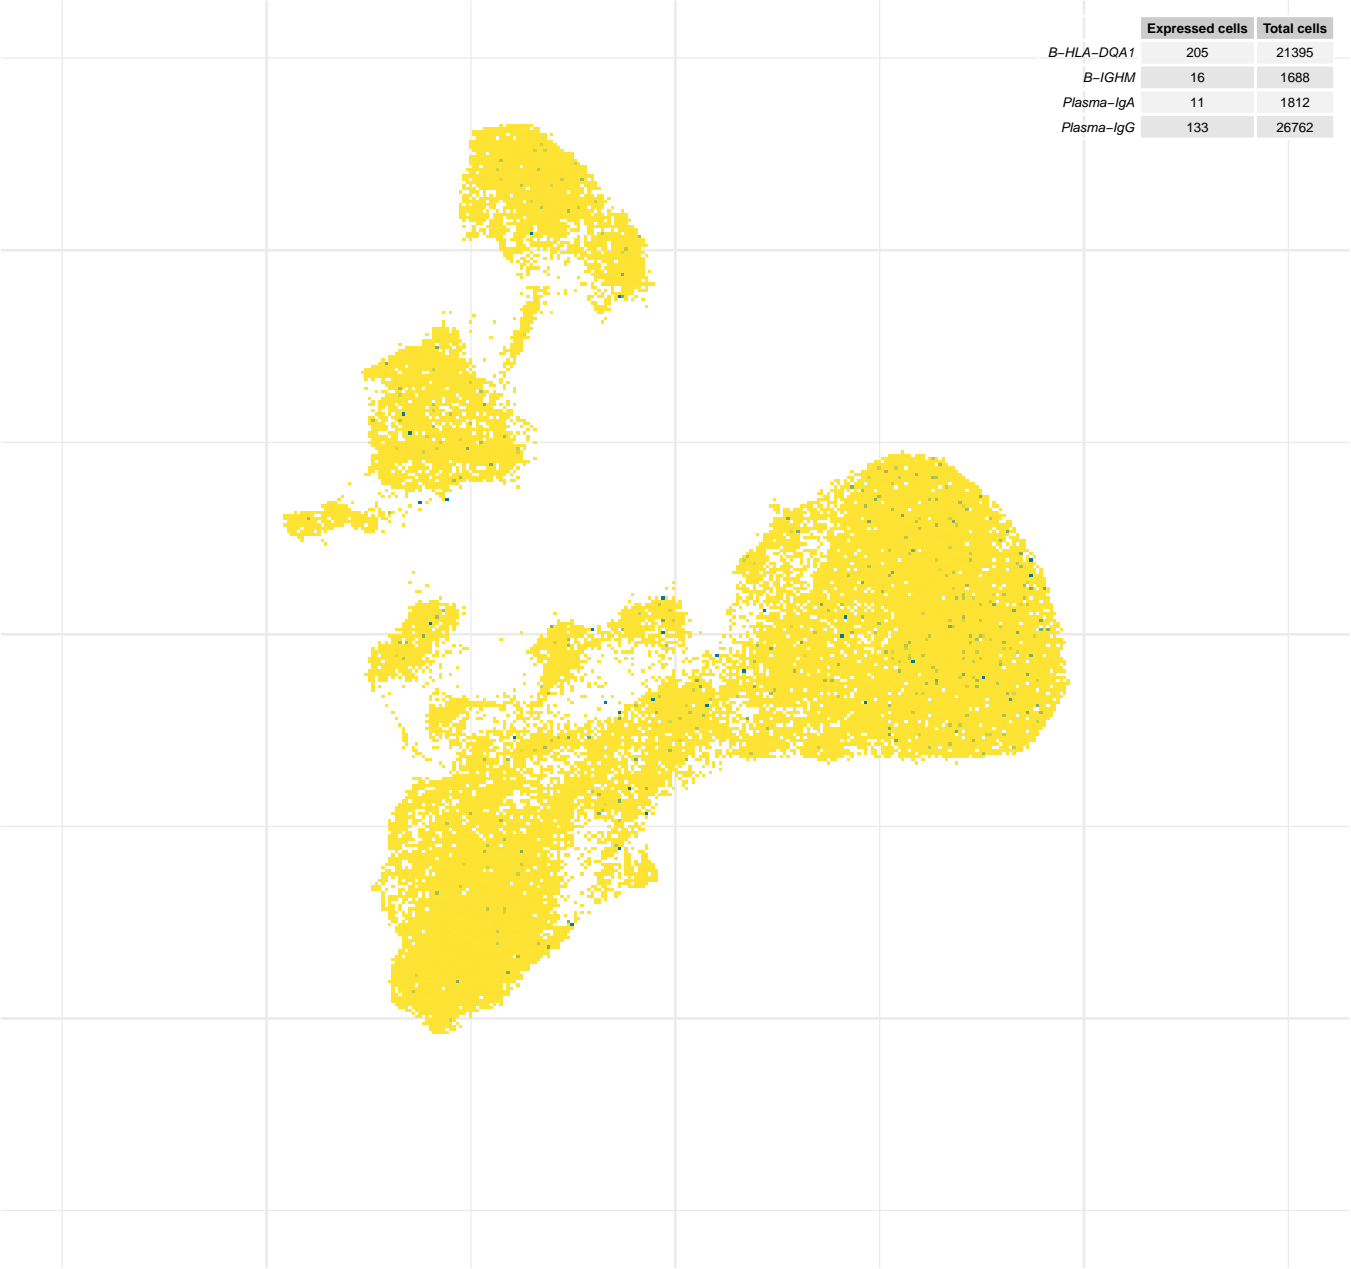 Expressed cells Total cells
B−HLA−DQA1 205 21395
B−IGHM 16 1688
Plasma−IgA 11 1812
Plasma−IgG 133 26762